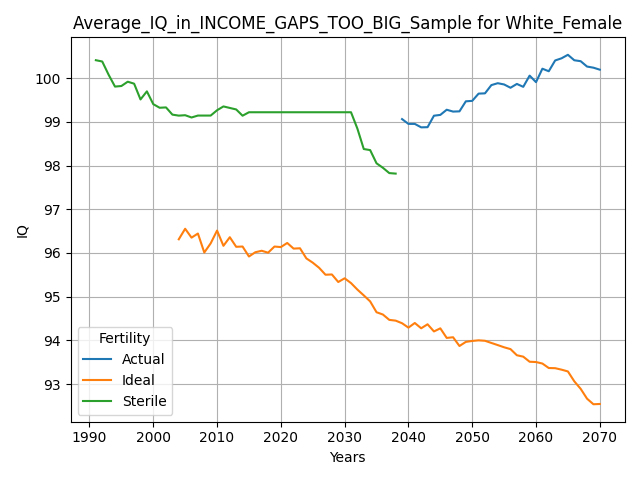 Average_IQ_in_INCOME_GAPS_TOO_BIG_Sample for White_Female
IQ
100
99
98
97
96
95
94
93
Fertility
Actual
Ideal
Sterile
1990 2000 2010 2020 2030 2040 2050 2060 2070
Years